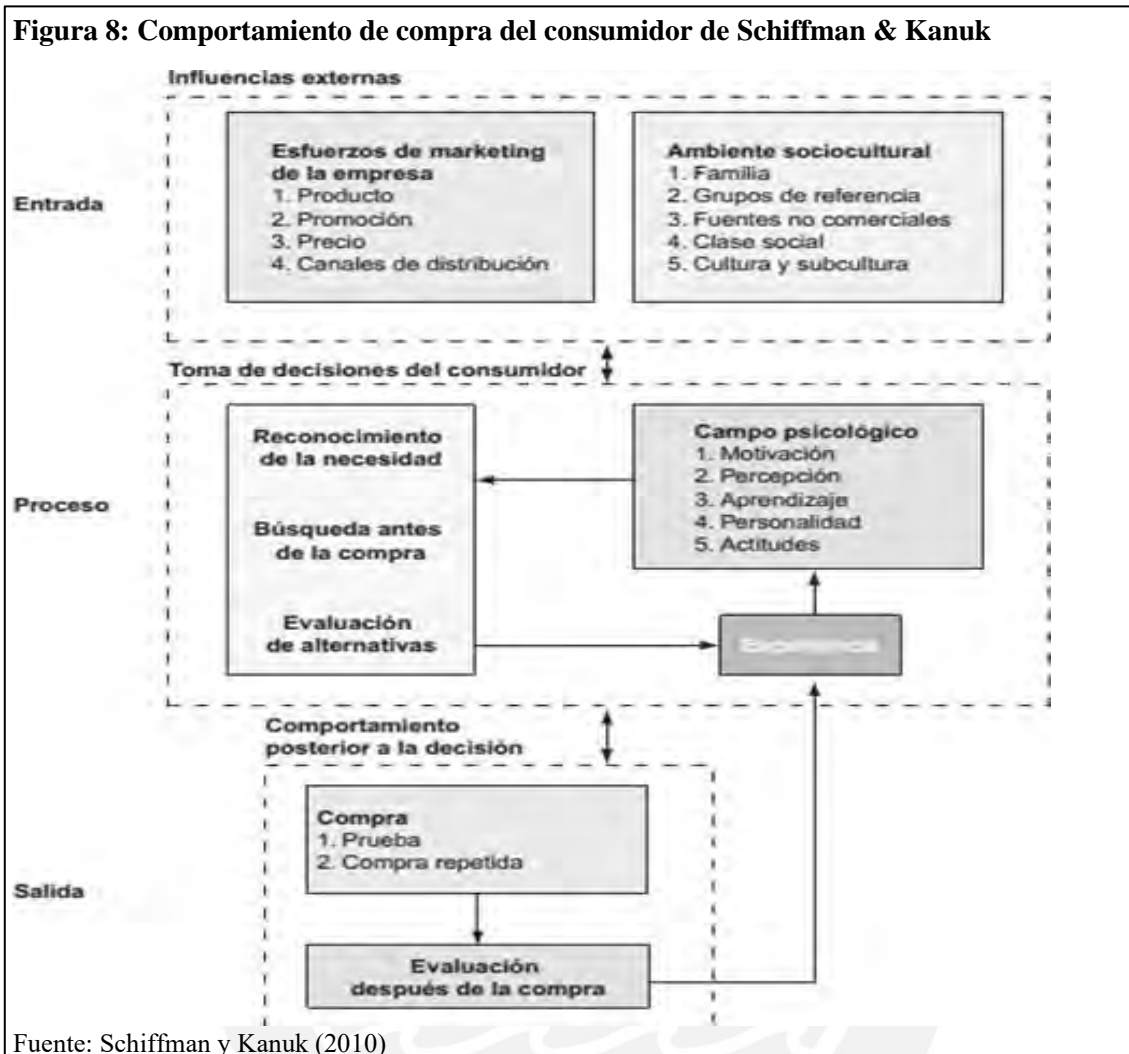 Figura 8: Comportamiento de compra del consumidor de Schiffman & Kanuk
Influencias externas
Entrada
Esfuerzos de marketing
de la empresa
1. Producto
2. Promoción
3. Precio
4. Canales de distribución
Ambiente sociocultural
1. Familia
2. Grupos de referencia
3. Fuentes no comerciales
4. Clase social
5. Cultura y subcultura
Toma de decisiones del consumidor
Proceso
Reconocimiento
de la necesidad
Búsqueda antes
de la compra
Evaluación
de alternativas
Campo psicológico
1. Motivación
2. Percepción
3. Aprendizaje
4. Personalidad
5. Actitudes
Comportamiento
posterior a la decisión
Salida
Compra
1. Prueba
2. Compra repetida
Evaluación
después de la compra
Fuente: Schiffman y Kanuk (2010)